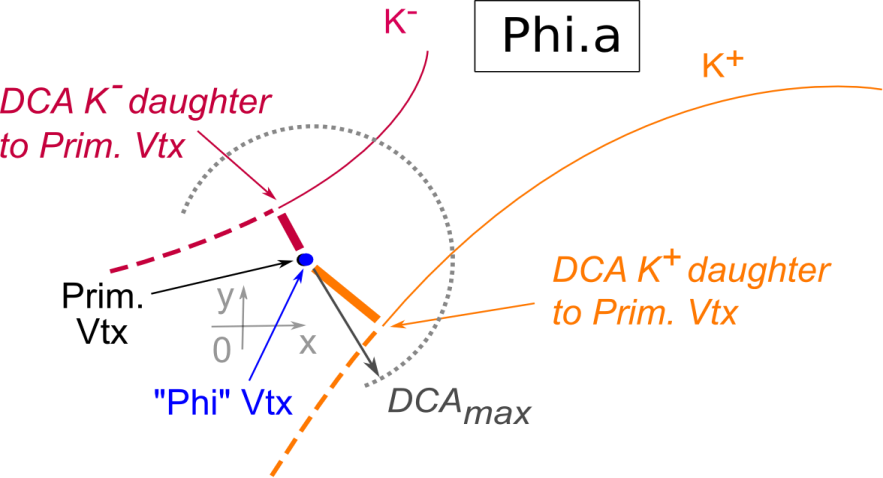 K-
Phi.a
K+
DCA K- daughter
to Prim. Vtx
DCA K+ daughter
to Prim. Vtx
Prim.
Vtx
y
0
x
"Phi" Vtx
DCAmax